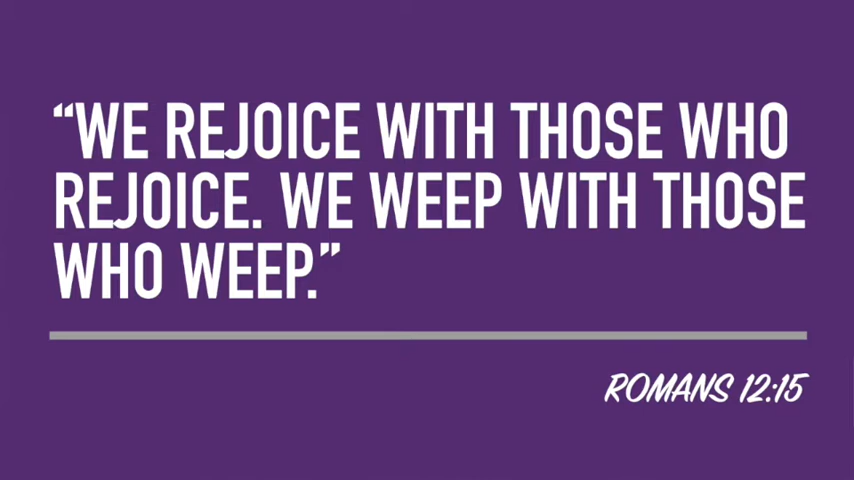 “WE REJOICE WITH THOSE WHO
REJOICE. WE WEEP WITH THOSE
WHO WEEP.”
ROMANS 12:15